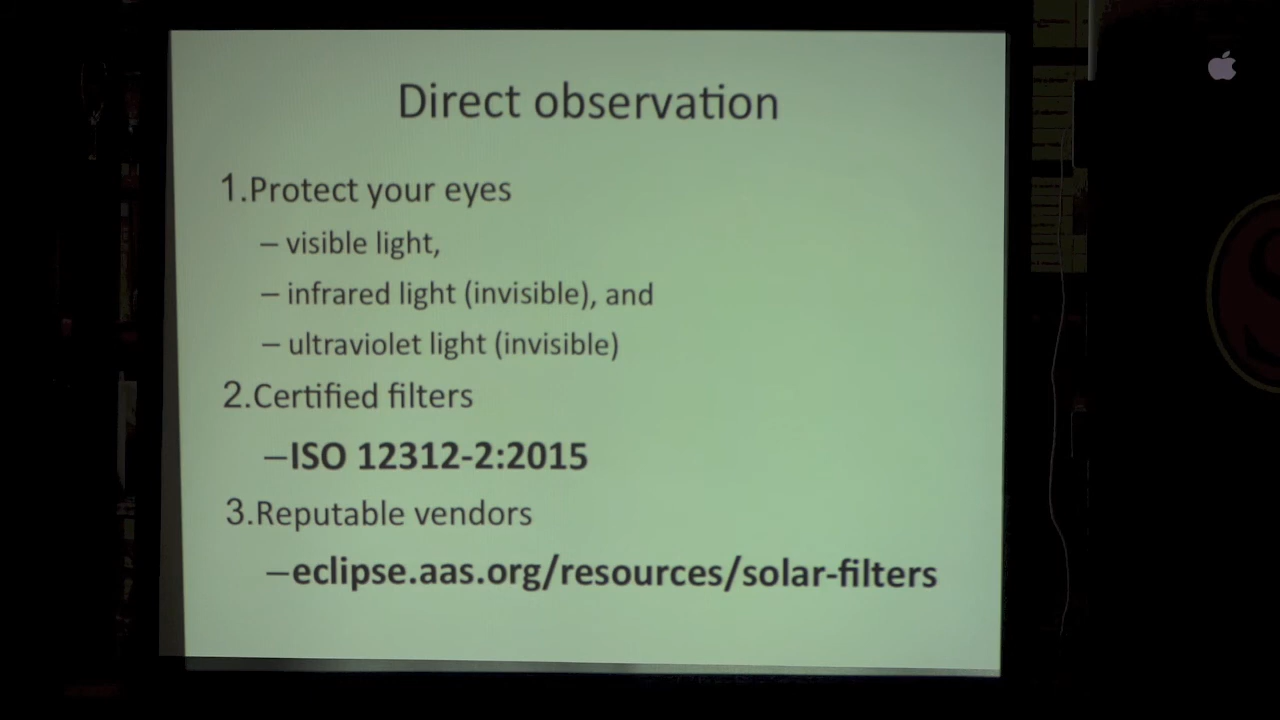 Direct observation
1.Protect your eyes
– visible light,
– infrared light (invisible), and
– ultraviolet light (invisible)
2.Certified filters
–ISO 12312-2:2015
3.Reputable vendors
–eclipse.aas.org/resources/solar-filters